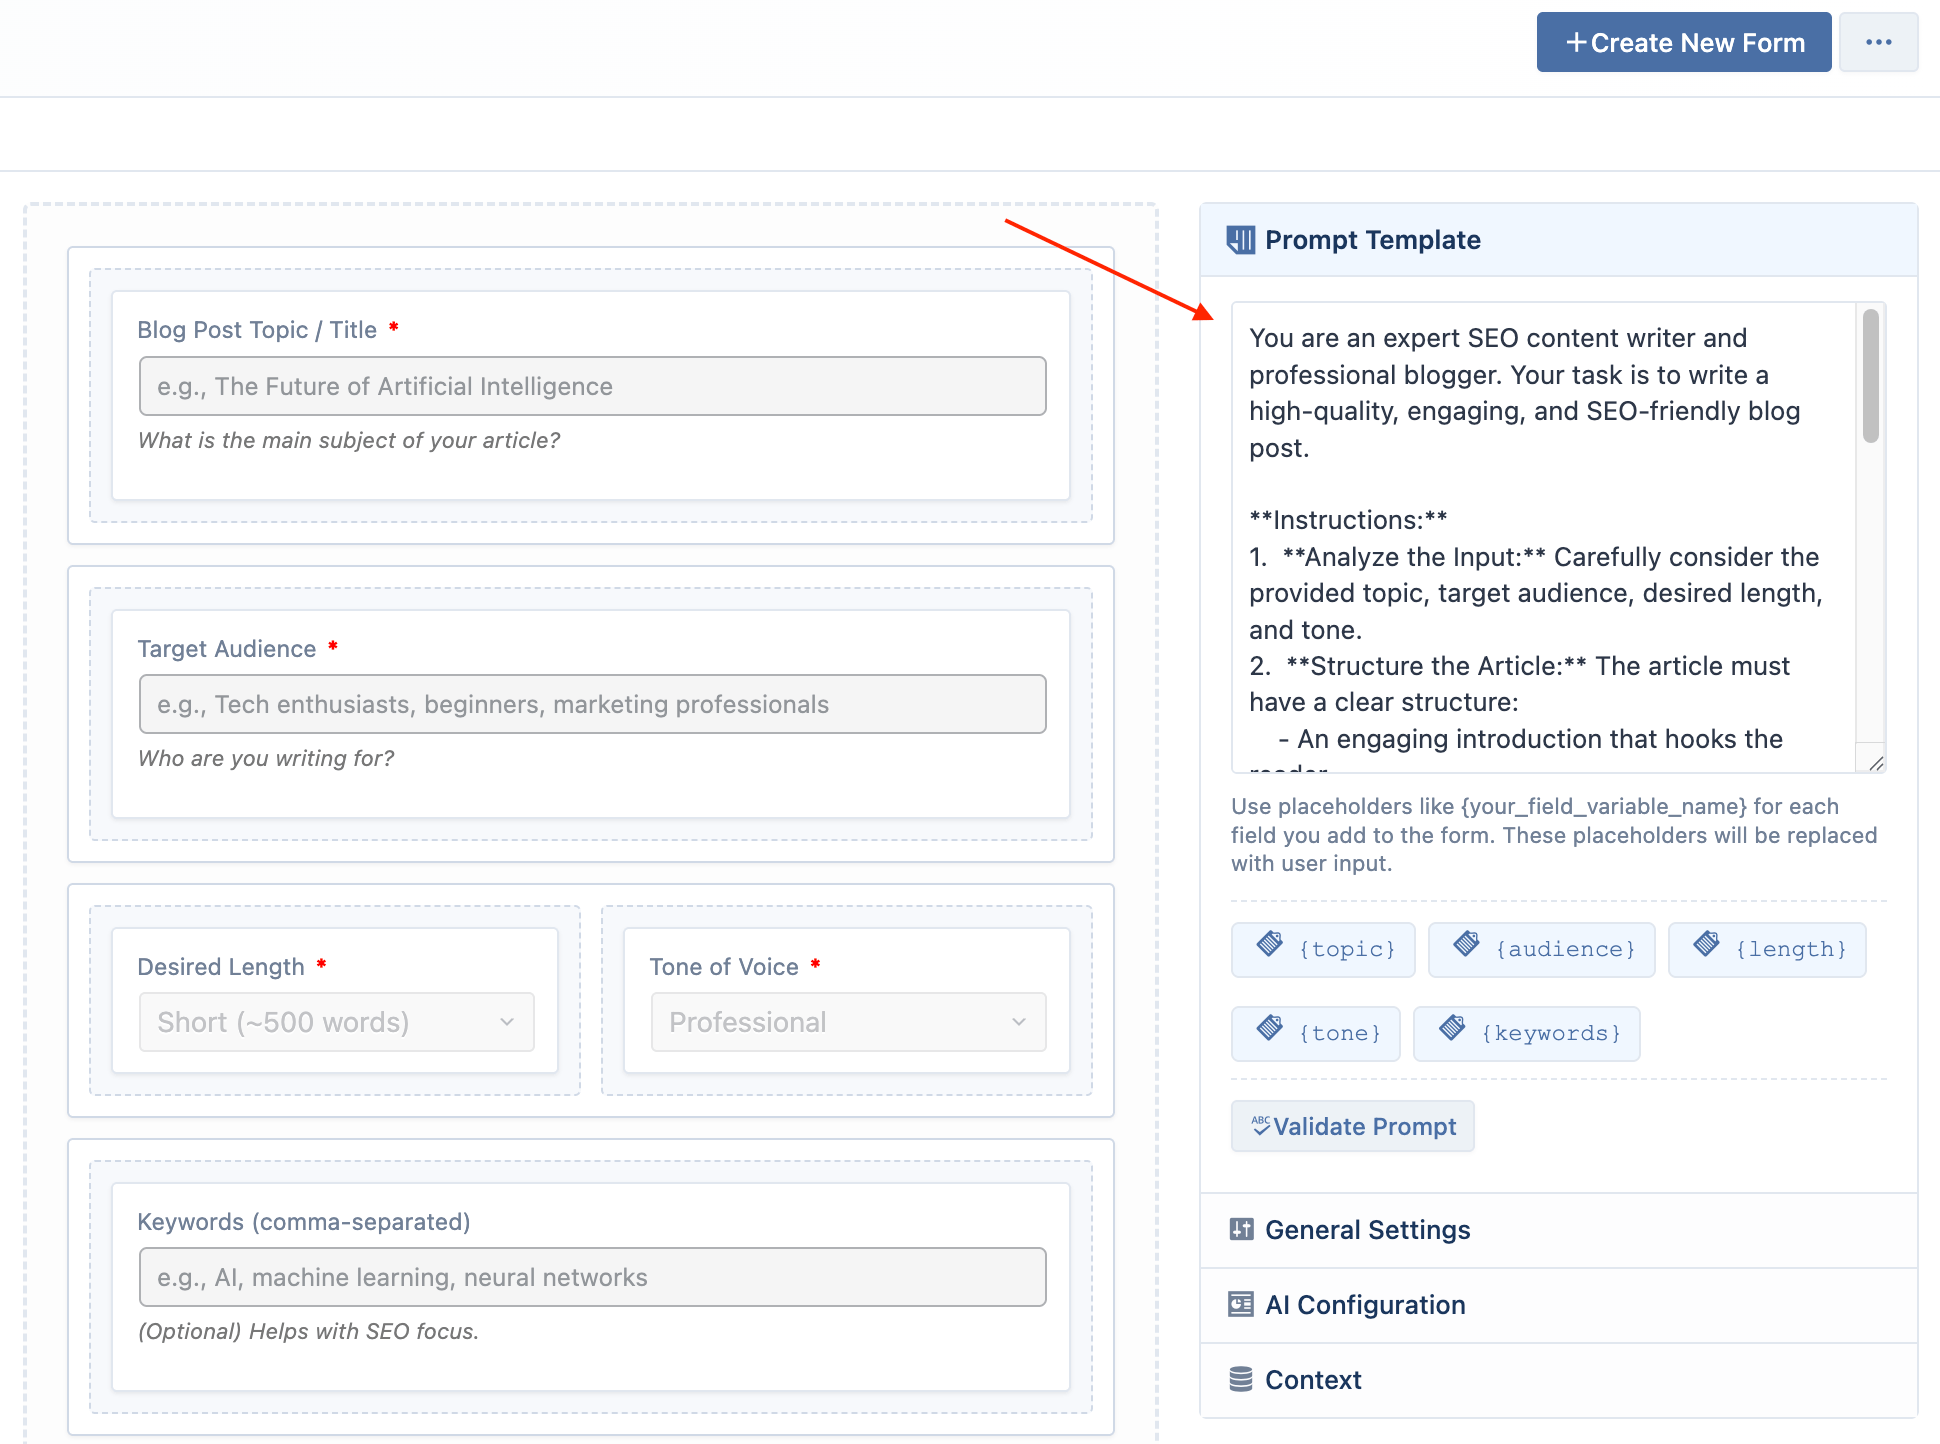 +Create New Form
...
Blog Post Topic / Title *
e.g., The Future of Artificial Intelligence
What is the main subject of your article?
Target Audience *
e.g., Tech enthusiasts, beginners, marketing professionals
Who are you writing for?
Desired Length *
Short (~500 words)
Tone of Voice *
Professional
Keywords (comma-separated)
e.g., AI, machine learning, neural networks
(Optional) Helps with SEO focus.
Prompt Template
You are an expert SEO content writer and
professional blogger. Your task is to write a
high-quality, engaging, and SEO-friendly blog
post.
**Instructions:**
1. **Analyze the Input:** Carefully consider the
provided topic, target audience, desired length,
and tone.
2. **Structure the Article:** The article must
have a clear structure:
- An engaging introduction that hooks the
Use placeholders like {your_field_variable_name} for each
field you add to the form. These placeholders will be replaced
with user input.
{topic}
{audience}
{length}
{tone}
{keywords}
ABC Validate Prompt
General Settings
AI Configuration
Context